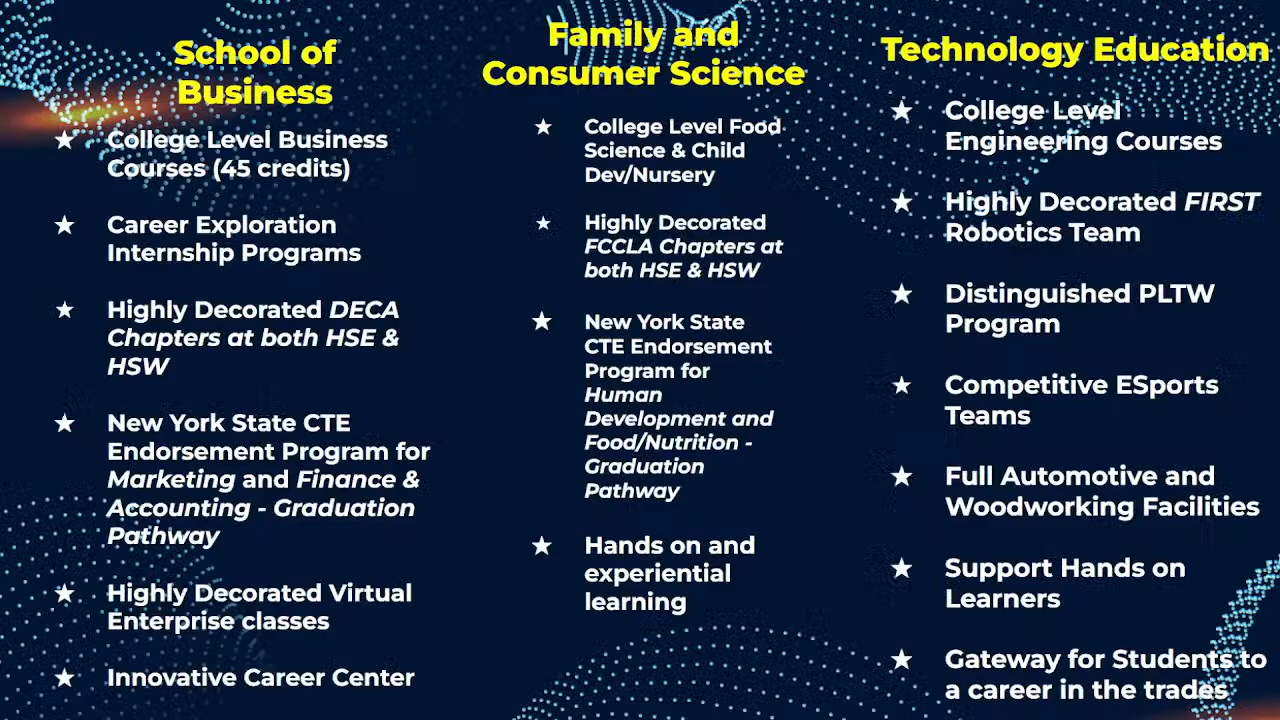 School of
Business
★ College Level Business
Courses (45 credits)
★ Career Exploration
Internship Programs
★ Highly Decorated DECA
Chapters at both HSE &
HSW
★ New York State CTE
Endorsement Program for
Marketing and Finance &
Accounting - Graduation
Pathway
★ Highly Decorated Virtual
Enterprise classes
★ Innovative Career Center
Family and
Consumer Science
★ College Level Food
Science & Child
Dev/Nursery
★ Highly Decorated
FCCLA Chapters at
both HSE & HSW
★ New York State
CTE Endorsement
Program for
Human
Development and
Food/Nutrition -
Graduation
Pathway
★ Hands on and
experiential
learning
Technology Education
★ College Level
Engineering Courses
★ Highly Decorated FIRST
Robotics Team
★ Distinguished PLTW
Program
★ Competitive ESports
Teams
★ Full Automotive and
Woodworking Facilities
★ Support Hands on
Learners
★ Gateway for Students to
a career in the trades